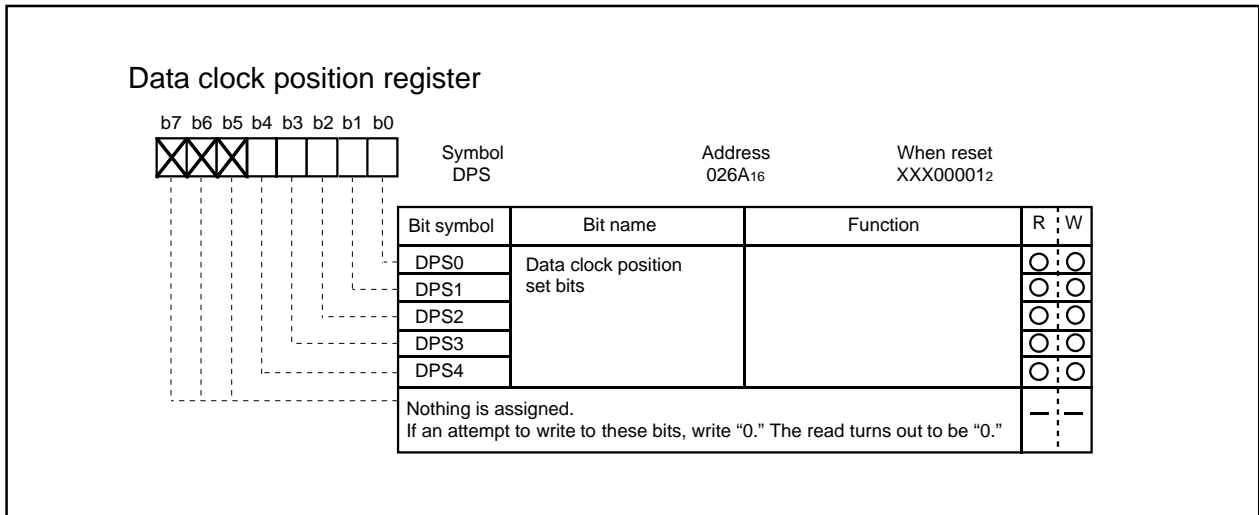 Data clock position register
b7 b6 b5 b4 b3 b2 b1 b0
Symbol Address When reset
DPS 026A16 XXX000012
Bit symbol Bit name Function R W
DPS0 Data clock position
DPS1 set bits
DPS2
DPS3
DPS4
Nothing is assigned.
If an attempt to write to these bits, write “0.” The read turns out to be “0.”